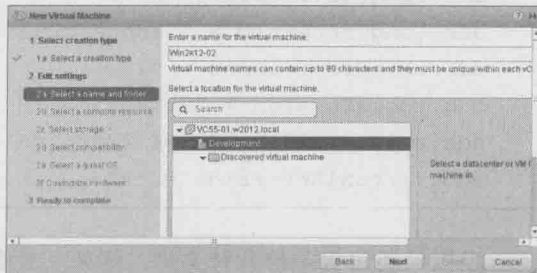 New Virtual Machine
1 Select creation type
1a Select a creation type
2 Edit settings
2a Select a name and folder
2b Select a compute resource
2c Select storage
2d Select compatibility
2e Select a guest OS
2f Customize hardware
3 Ready to complete
Enter a name for the virtual machine.
Win2k12-02
Virtual machine names can contain up to 80 characters and they must be unique within each vC
Select a location for the virtual machine.
Search
VC55-01.w2012.local
Development
Discovered virtual machine
Select a datacenter or VM f
machine in.
Back Next Cancel